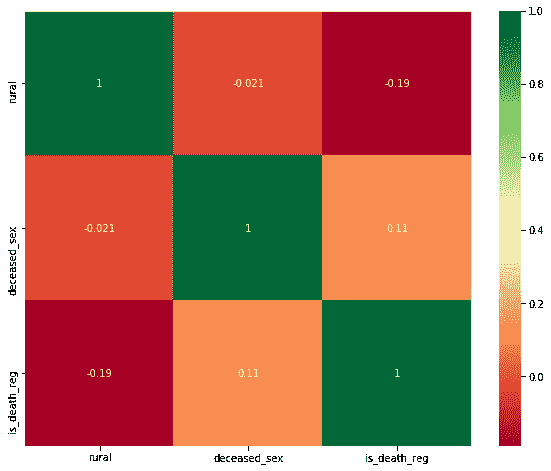 1.0
rural
1
-0.021
-0.19
0.8
0.6
deceased_sex
-0.021
1
0.11
0.4
0.2
is_death_reg
-0.19
0.11
1
0.0
rural
deceased_sex
is_death_reg